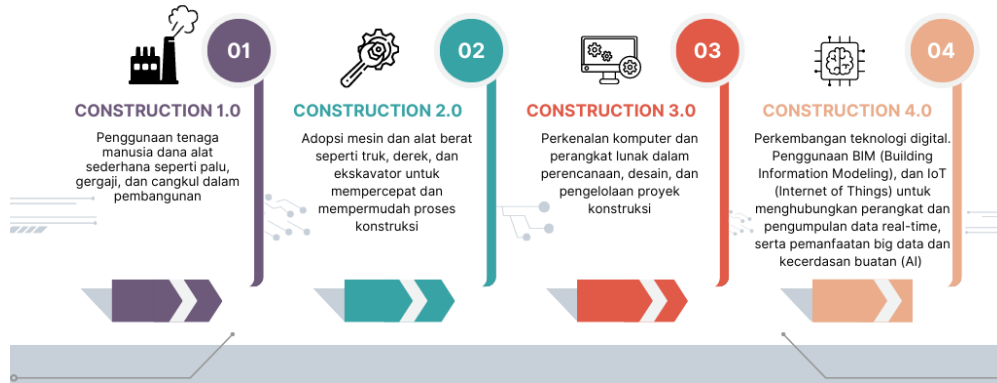 01
CONSTRUCTION 1.0
Penggunaan tenaga
manusia dana alat
sederhana seperti palu,
gergaji, dan cangkul dalam
pembangunan
02
CONSTRUCTION 2.0
Adopsi mesin dan alat berat
seperti truk, derek, dan
ekskavator untuk
mempercepat dan
mempermudah proses
konstruksi
03
CONSTRUCTION 3.0
Perkenalan komputer dan
perangkat lunak dalam
perencanaan, desain, dan
pengelolaan proyek
konstruksi
04
CONSTRUCTION 4.0
Perkembangan teknologi digital.
Penggunaan BIM (Building
Information Modeling), dan IoT
(Internet of Things) untuk
menghubungkan perangkat dan
pengumpulan data real-time,
serta pemanfaatan big data dan
kecerdasan buatan (AI)